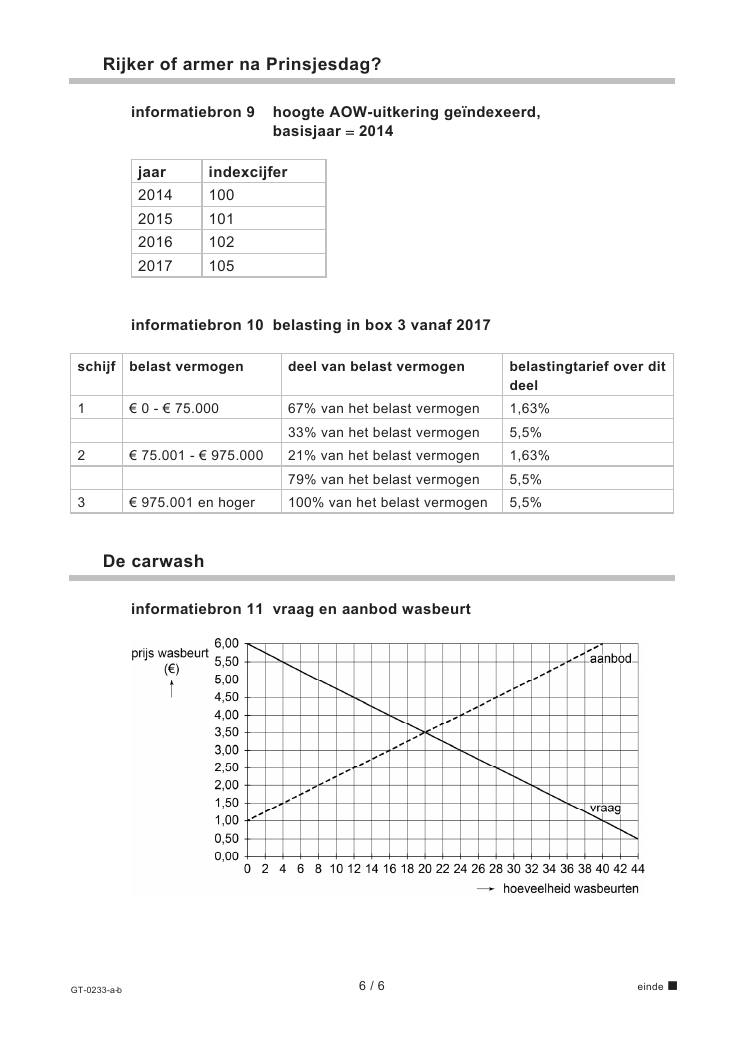 Rijker of armer na Prinsjesdag?
informatiebron 9 hoogte AOW-uitkering geïndexeerd,
basisjaar = 2014
jaar indexcijfer
2014 100
2015 101
2016 102
2017 105
informatiebron 10 belasting in box 3 vanaf 2017
schijf belast vermogen deel van belast vermogen belastingtarief over dit
deel
1 € 0 - € 75.000 67% van het belast vermogen 1,63%
33% van het belast vermogen 5,5%
2 € 75.001 - € 975.000 21% van het belast vermogen 1,63%
79% van het belast vermogen 5,5%
3 € 975.001 en hoger 100% van het belast vermogen 5,5%
De carwash
informatiebron 11 vraag en aanbod wasbeurt
prijs wasbeurt
(€)
6,00
5,50
5,00
4,50
4,00
3,50
3,00
2,50
2,00
1,50
1,00
0,50
0,00
aanbod
vraag
0 2 4 6 8 10 12 14 16 18 20 22 24 26 28 30 32 34 36 38 40 42 44
hoeveelheid wasbeurten
GT-0233-a-b 6 / 6 einde